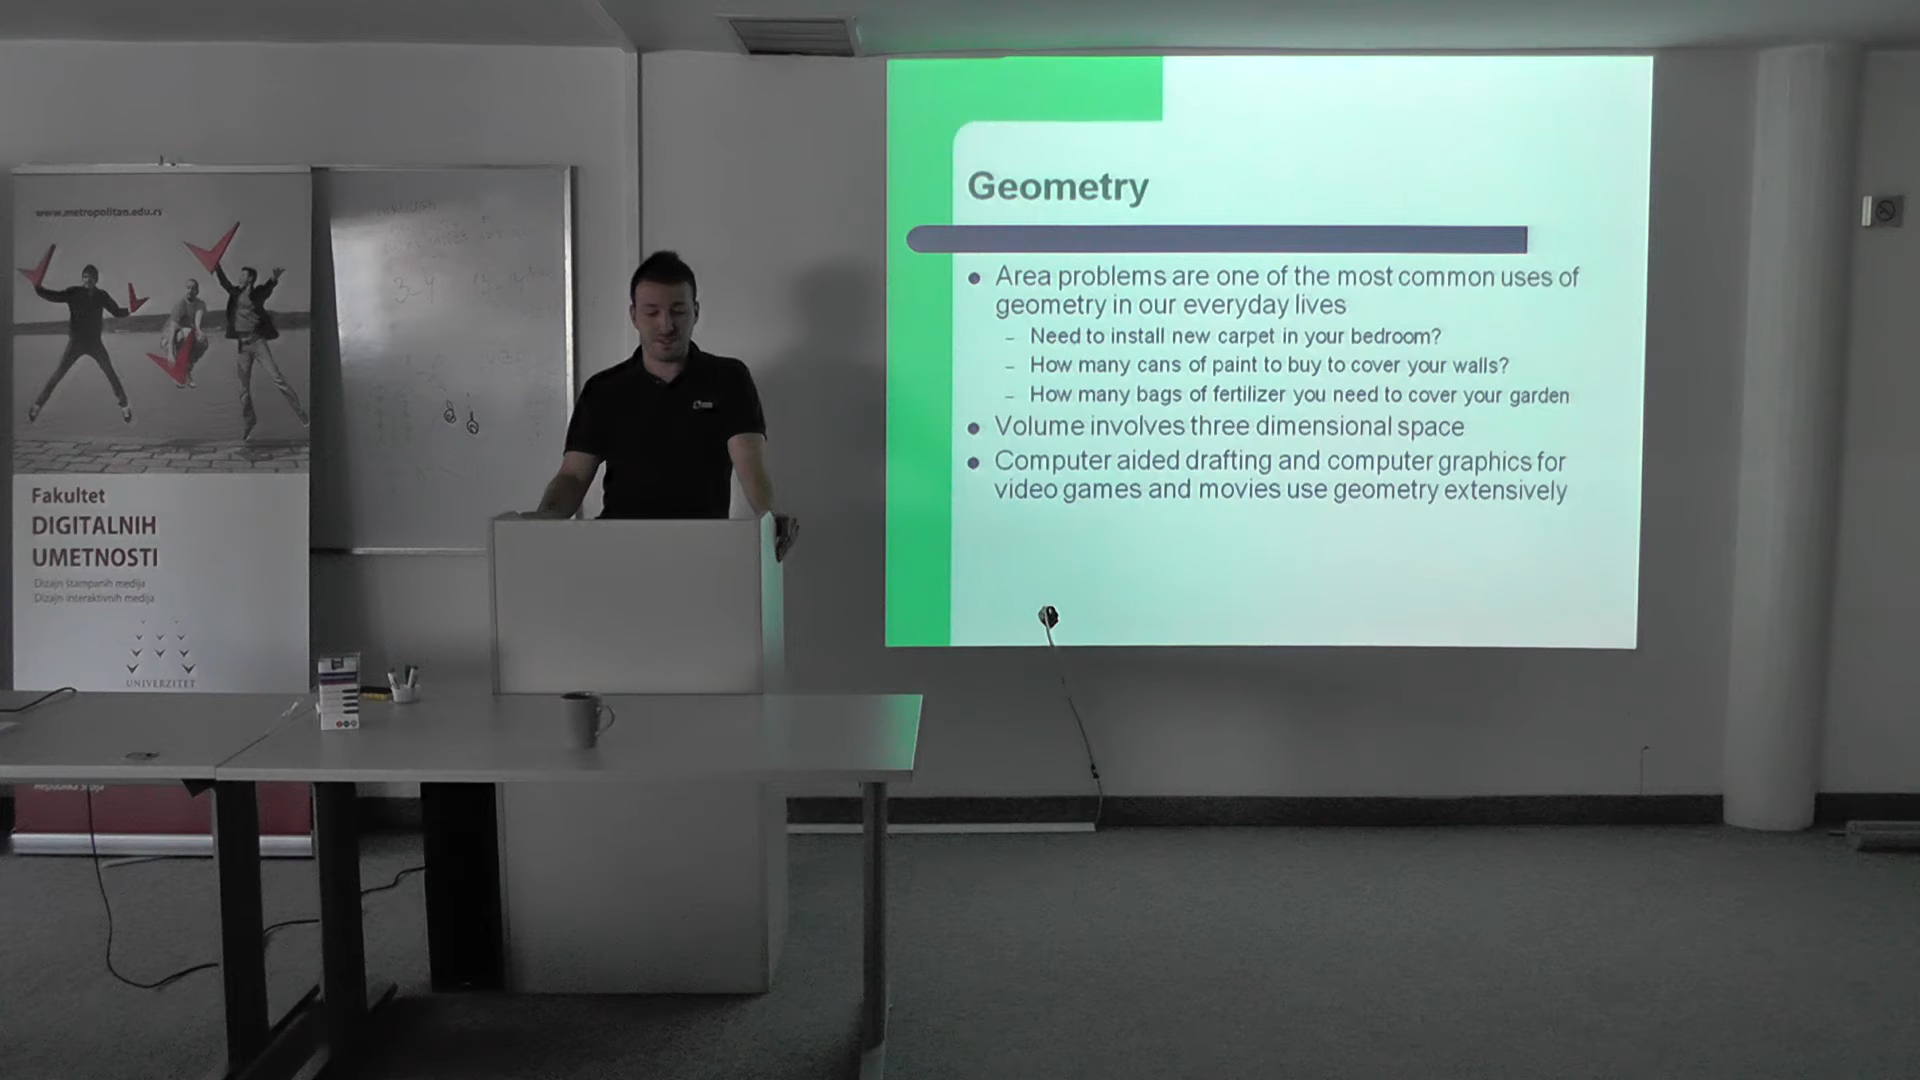 www.metropolitan.edu.rs
Fakultet
DIGITALNIH
UMETNOSTI
Dizajn štampanih medija
Dizajn interaktivnih medija
UNIVERZITET
3-4
Geometry
Area problems are one of the most common uses of
geometry in our everyday lives
– Need to install new carpet in your bedroom?
– How many cans of paint to buy to cover your walls?
– How many bags of fertilizer you need to cover your garden
Volume involves three dimensional space
Computer aided drafting and computer graphics for
video games and movies use geometry extensively